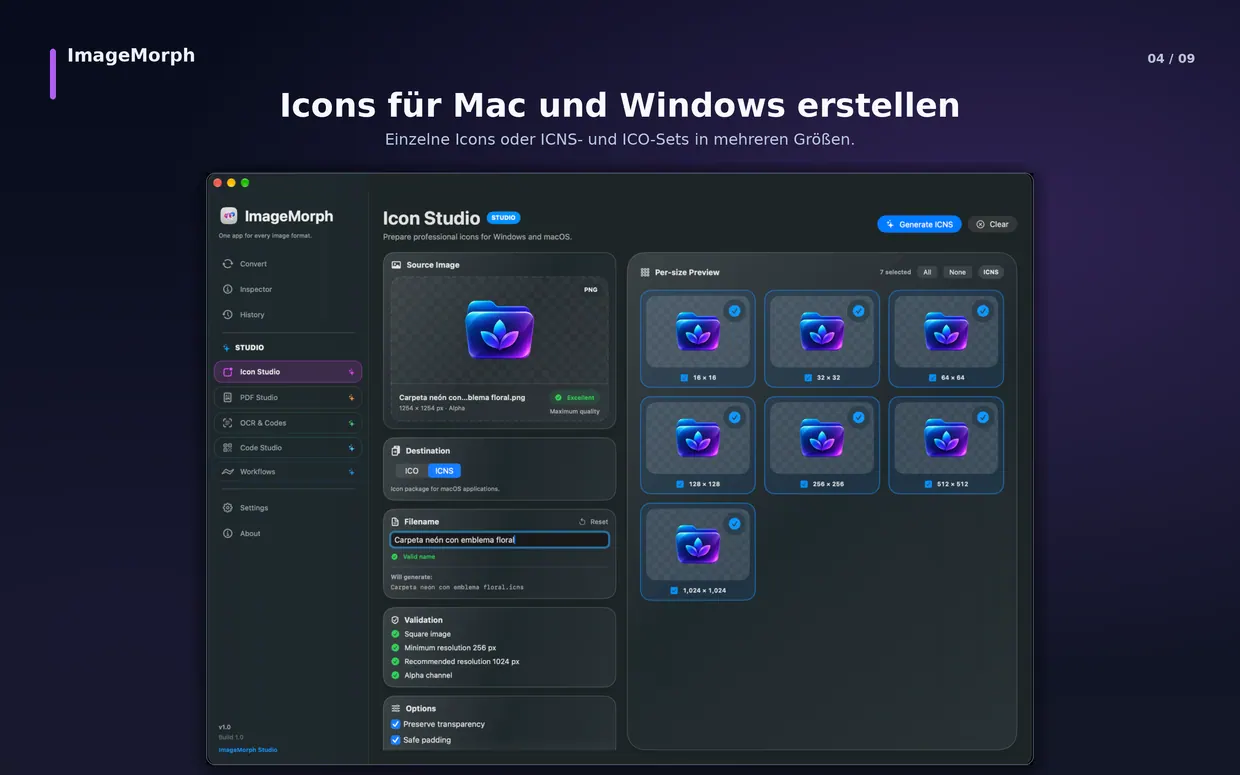 ImageMorph
04 / 09
Icons für Mac und Windows erstellen
Einzelne Icons oder ICNS- und ICO-Sets in mehreren Größen.
ImageMorph
One app for every image format.
Convert
Inspector
History
STUDIO
Icon Studio
PDF Studio
OCR & Codes
Code Studio
Workflows
Settings
About
v1.0
Build 1.0
ImageMorph Studio
Icon Studio STUDIO
Prepare professional icons for Windows and macOS.
Generate ICNS
Clear
Source Image
PNG
Carpeta neón con...blema floral.png
Excellent
1254 × 1254 px · Alpha
Maximum quality
Destination
ICO ICNS
Icon package for macOS applications.
Filename
Reset
Carpeta neón con emblema floral
Valid name
Will generate:
Carpeta neón con emblema floral.icns
Validation
Square image
Minimum resolution 256 px
Recommended resolution 1024 px
Alpha channel
Options
Preserve transparency
Safe padding
Per-size Preview
7 selected All None ICNS
16 × 16
32 × 32
64 × 64
128 × 128
256 × 256
512 × 512
1,024 × 1,024